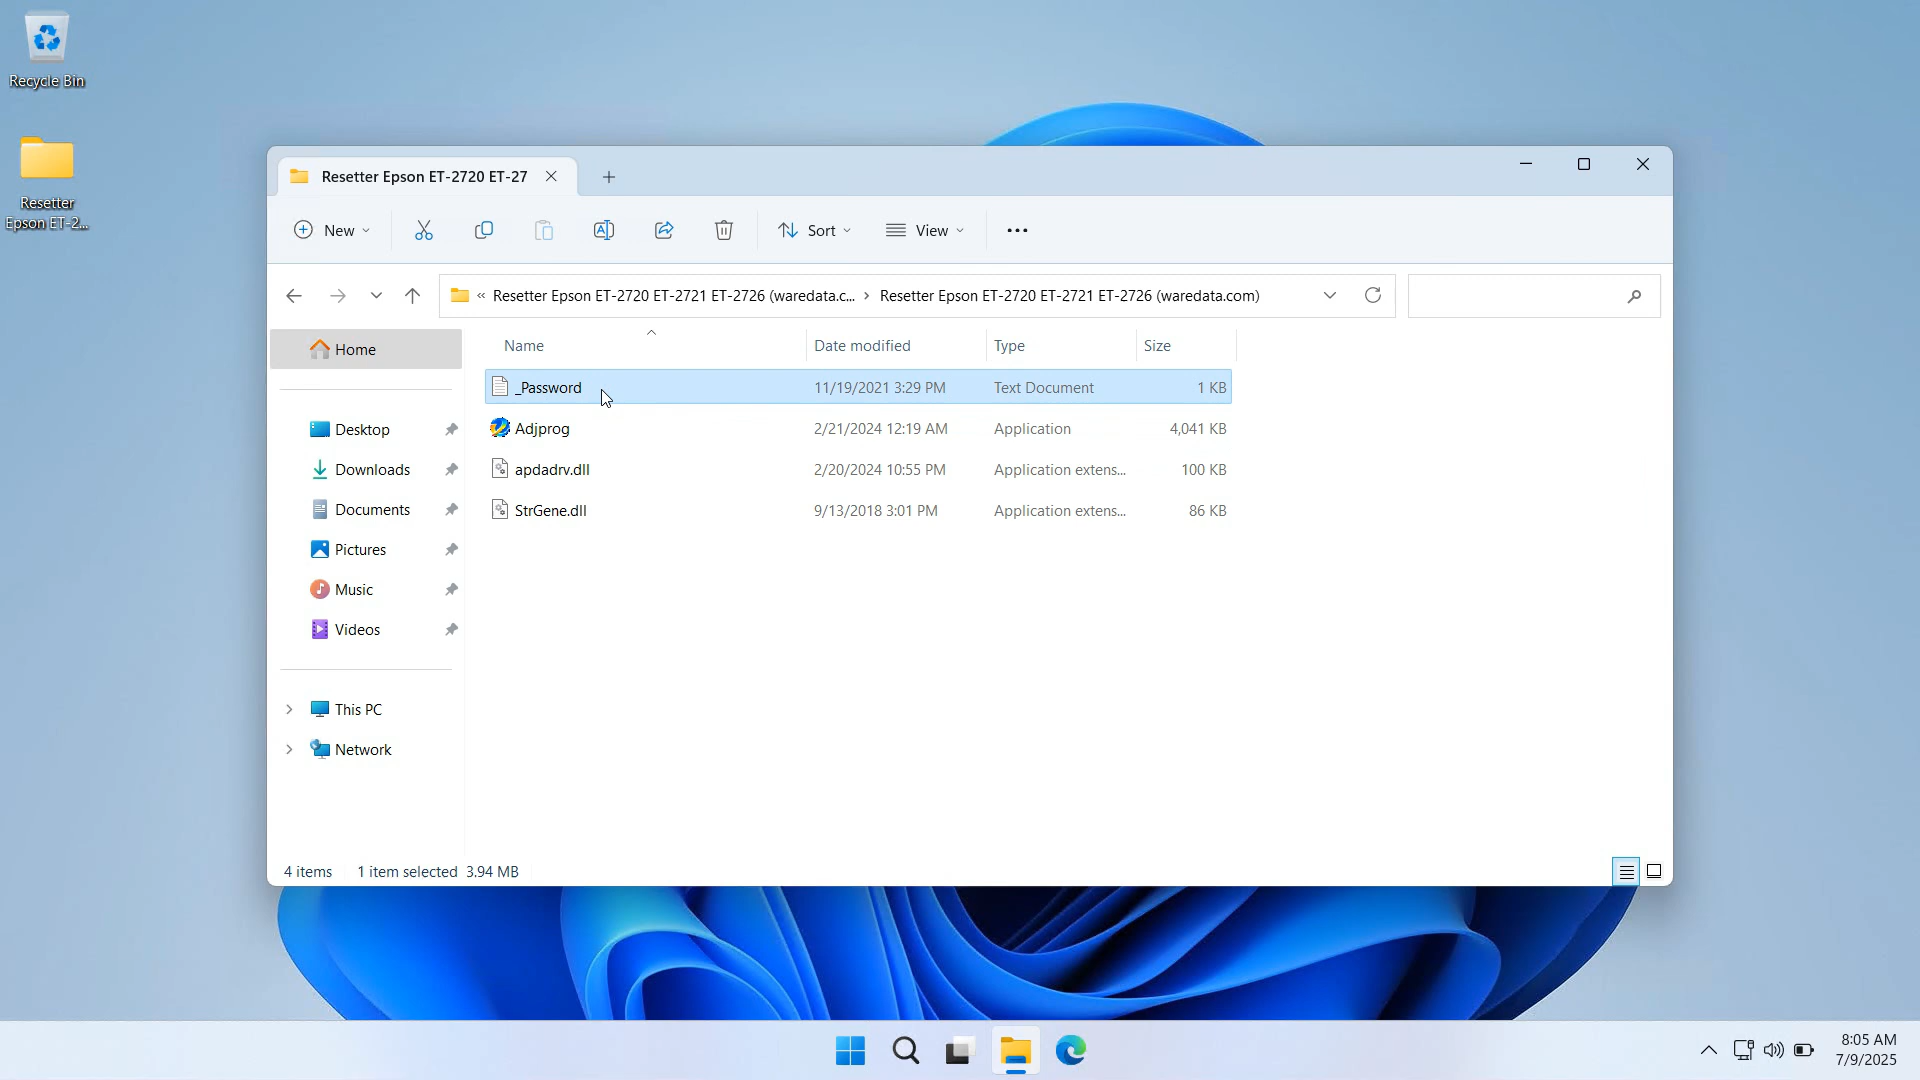 Recycle Bin
Resetter
Epson ET-2...
Resetter Epson ET-2720 ET-27
New
Sort
View
« Resetter Epson ET-2720 ET-2721 ET-2726 (waredata.c... > Resetter Epson ET-2720 ET-2721 ET-2726 (waredata.com)
Home
Desktop
Downloads
Documents
Pictures
Music
Videos
This PC
Network
Name Date modified Type Size
_Password 11/19/2021 3:29 PM Text Document 1 KB
Adjprog 2/21/2024 12:19 AM Application 4,041 KB
apdadrv.dll 2/20/2024 10:55 PM Application extens... 100 KB
StrGene.dll 9/13/2018 3:01 PM Application extens... 86 KB
4 items 1 item selected 3.94 MB
8:05 AM
7/9/2025